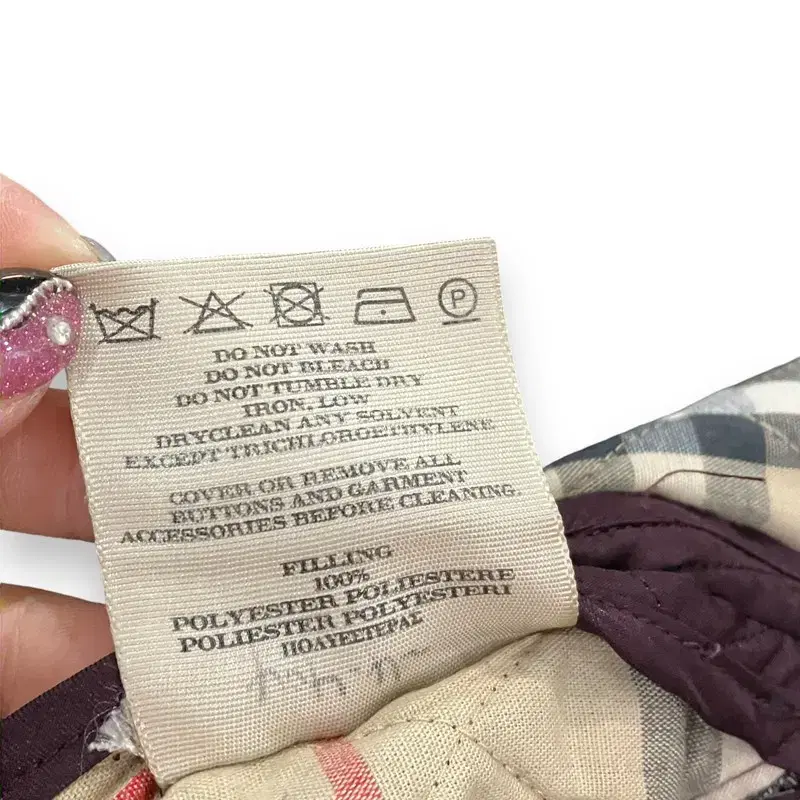 P
DO NOT WASH
DO NOT BLEACH
DO NOT TUMBLE DRY
IRON, LOW
DRYCLEAN ANY SOLVENT
EXCEPT TRICHLOROETHYLENE
COVER OR REMOVE ALL
BUTTONS AND GARMENT
ACCESSORIES BEFORE CLEANING.
FILLING
100%
POLYESTER POLIESTERE
POLIESTER POLYESTERI
ΠΟΛΥΕΣΤΕΡΑΣ